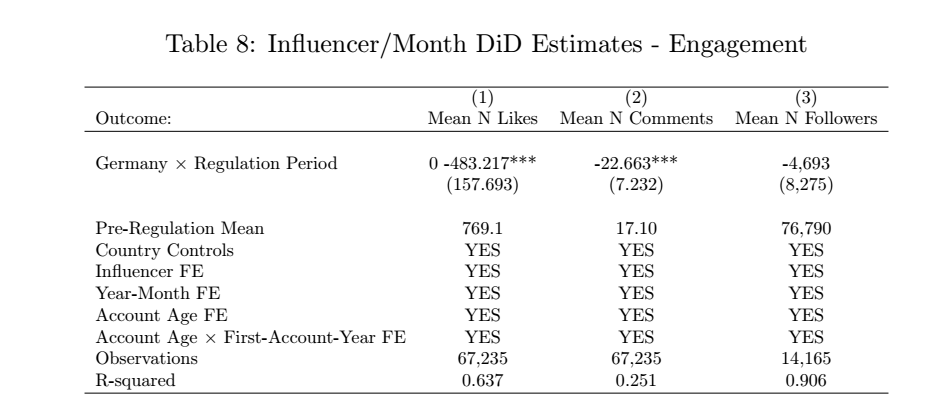 Table 8: Influencer/Month DiD Estimates - Engagement
(1) (2) (3)
Outcome: Mean N Likes Mean N Comments Mean N Followers
Germany × Regulation Period 0 -483.217*** -22.663*** -4,693
(157.693) (7.232) (8,275)
Pre-Regulation Mean 769.1 17.10 76,790
Country Controls YES YES YES
Influencer FE YES YES YES
Year-Month FE YES YES YES
Account Age FE YES YES YES
Account Age × First-Account-Year FE YES YES YES
Observations 67,235 67,235 14,165
R-squared 0.637 0.251 0.906